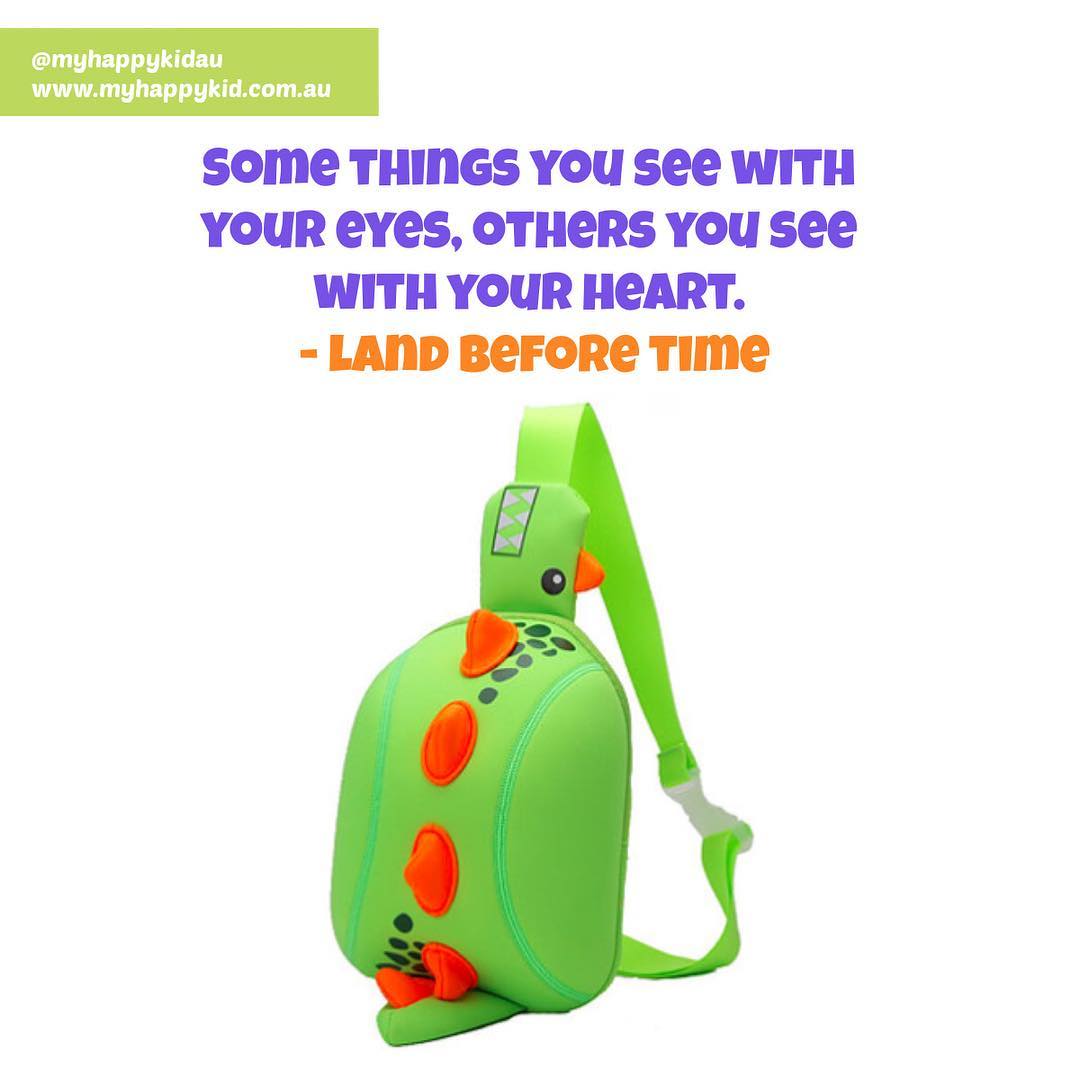 @myhappykidau
www.myhappykid.com.au
Some things you see with
your eyes, others you see
with your heart.
- Land Before Time